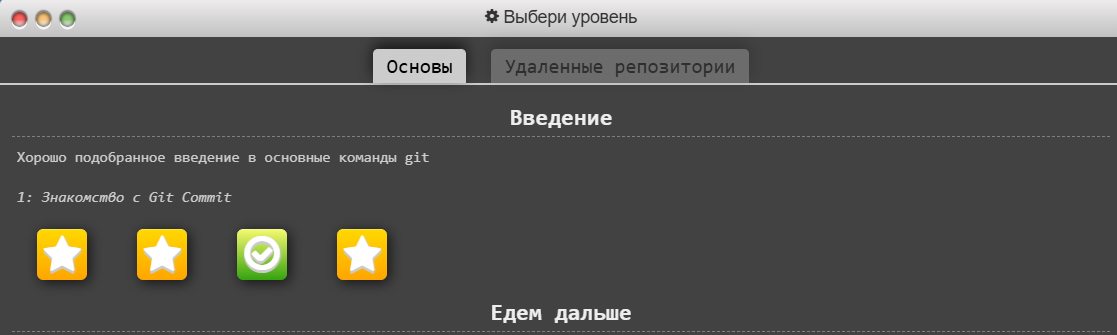 Выбери уровень
Основы
Удаленные репозитории
Введение
Хорошо подобранное введение в основные команды git
1: Знакомство с Git Commit
Едем дальше